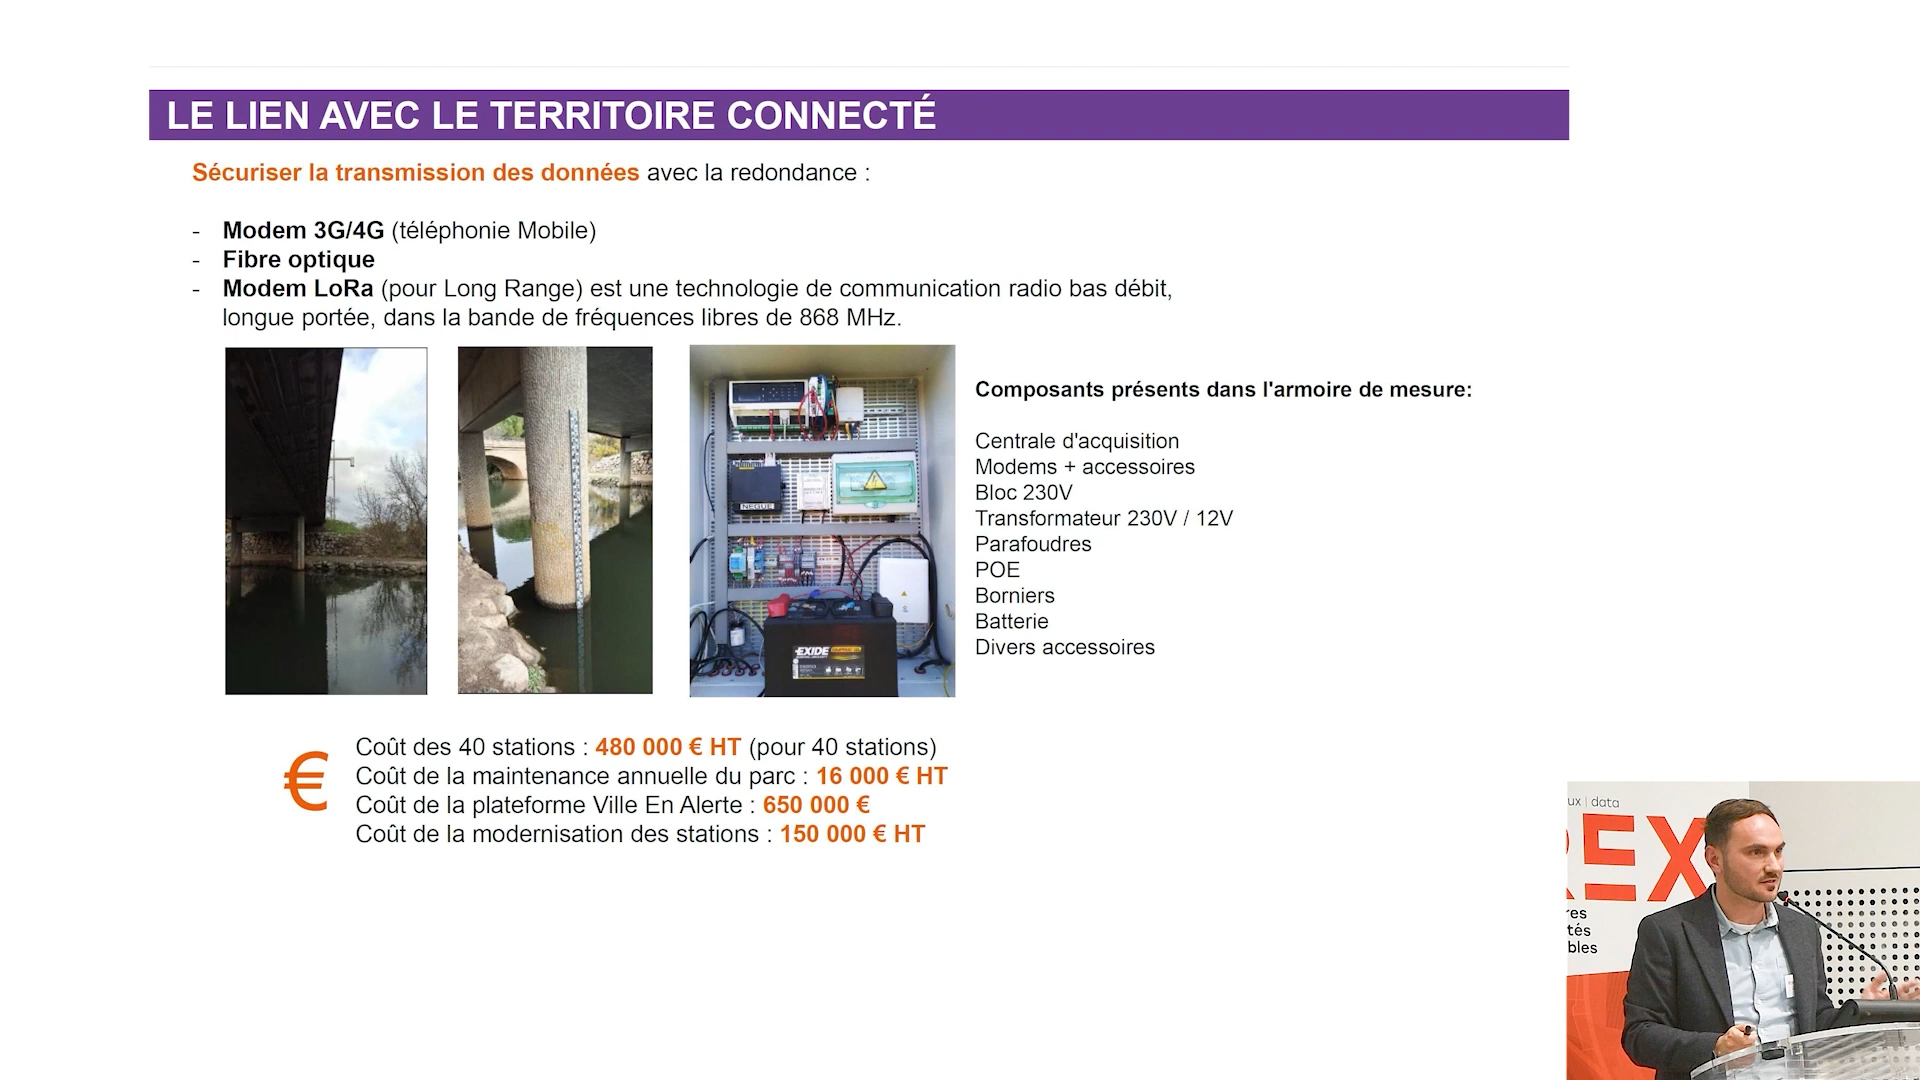 LE LIEN AVEC LE TERRITOIRE CONNECTÉ
Sécuriser la transmission des données avec la redondance :
- Modem 3G/4G (téléphonie Mobile)
- Fibre optique
- Modem LoRa (pour Long Range) est une technologie de communication radio bas débit,
longue portée, dans la bande de fréquences libres de 868 MHz.
NEGUE
EXIDE
Composants présents dans l'armoire de mesure:
Centrale d'acquisition
Modems + accessoires
Bloc 230V
Transformateur 230V / 12V
Parafoudres
POE
Borniers
Batterie
Divers accessoires
€
Coût des 40 stations : 480 000 € HT (pour 40 stations)
Coût de la maintenance annuelle du parc : 16 000 € HT
Coût de la plateforme Ville En Alerte : 650 000 €
Coût de la modernisation des stations : 150 000 € HT
ux | data
REX
res
tés
bles